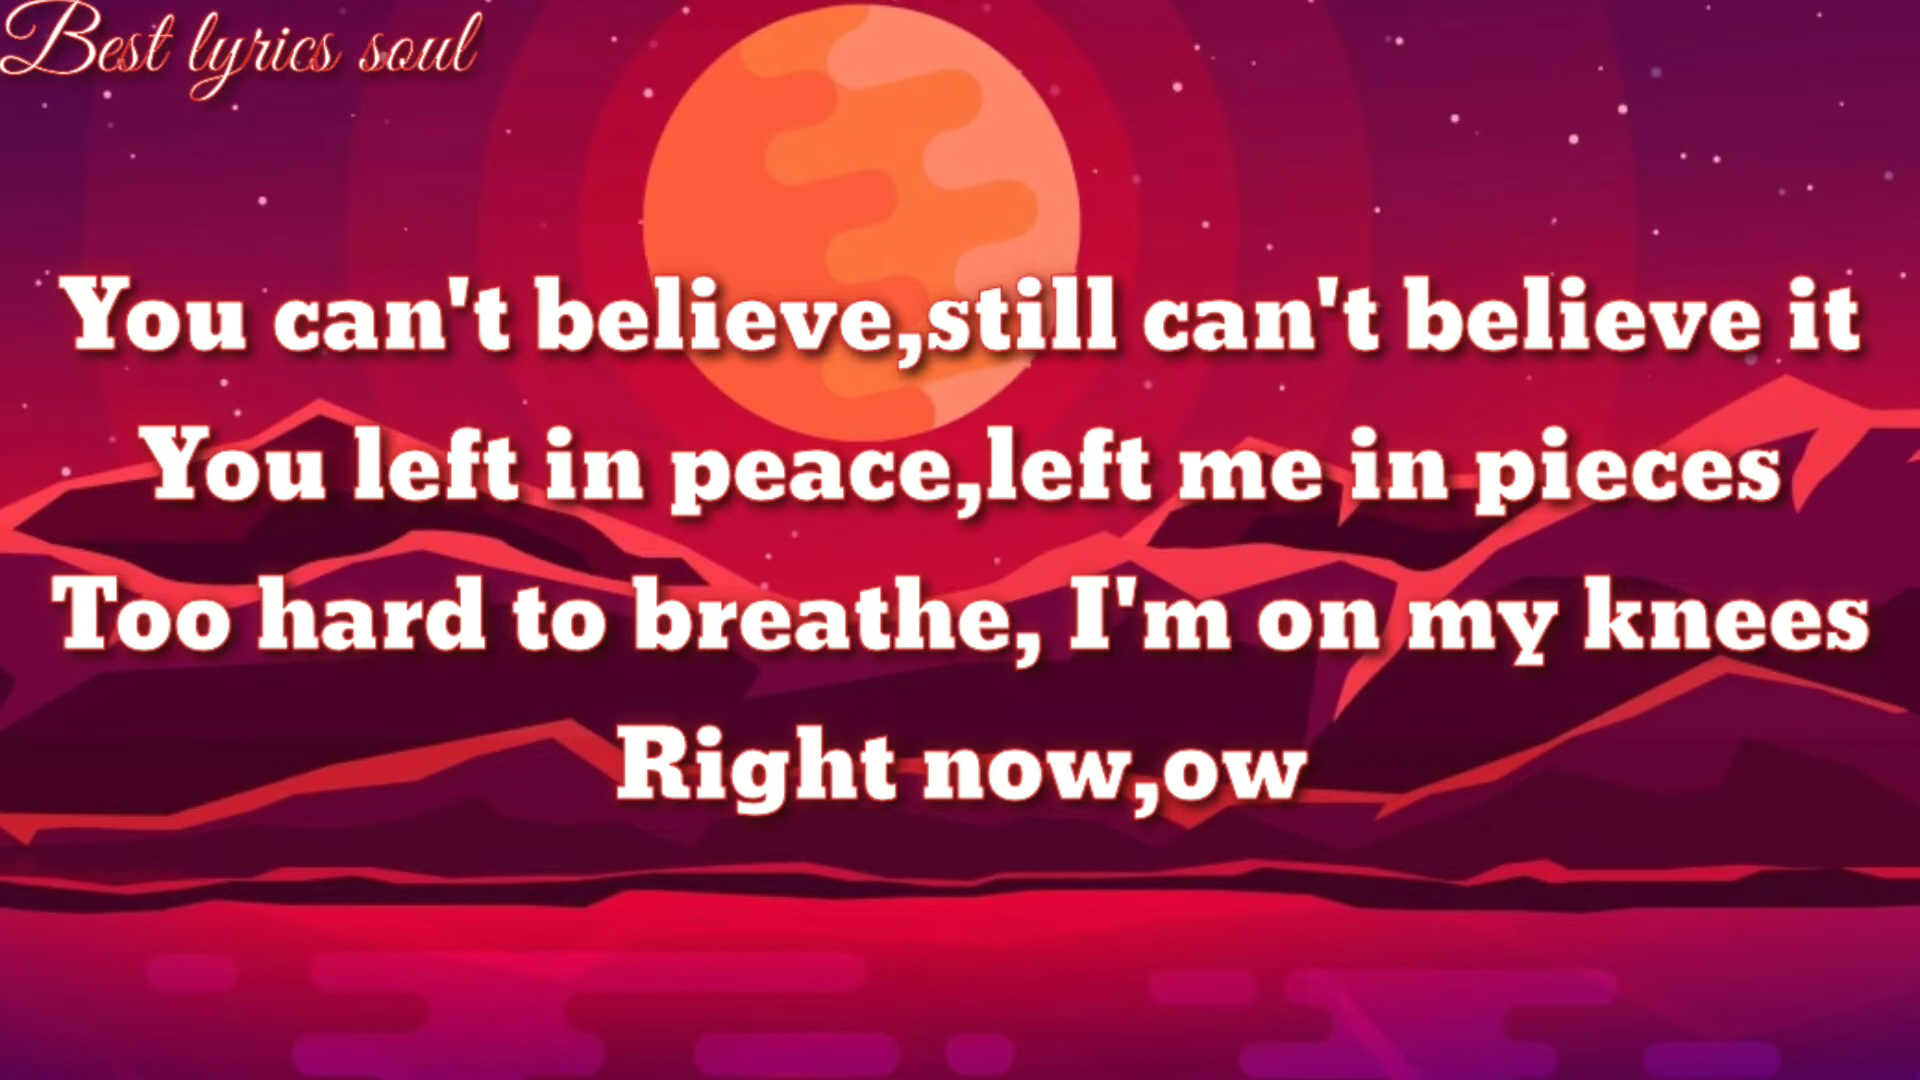 Best lyrics soul
You can't believe,still can't believe it
You left in peace,left me in pieces
Too hard to breathe, I'm on my knees
Right now,ow